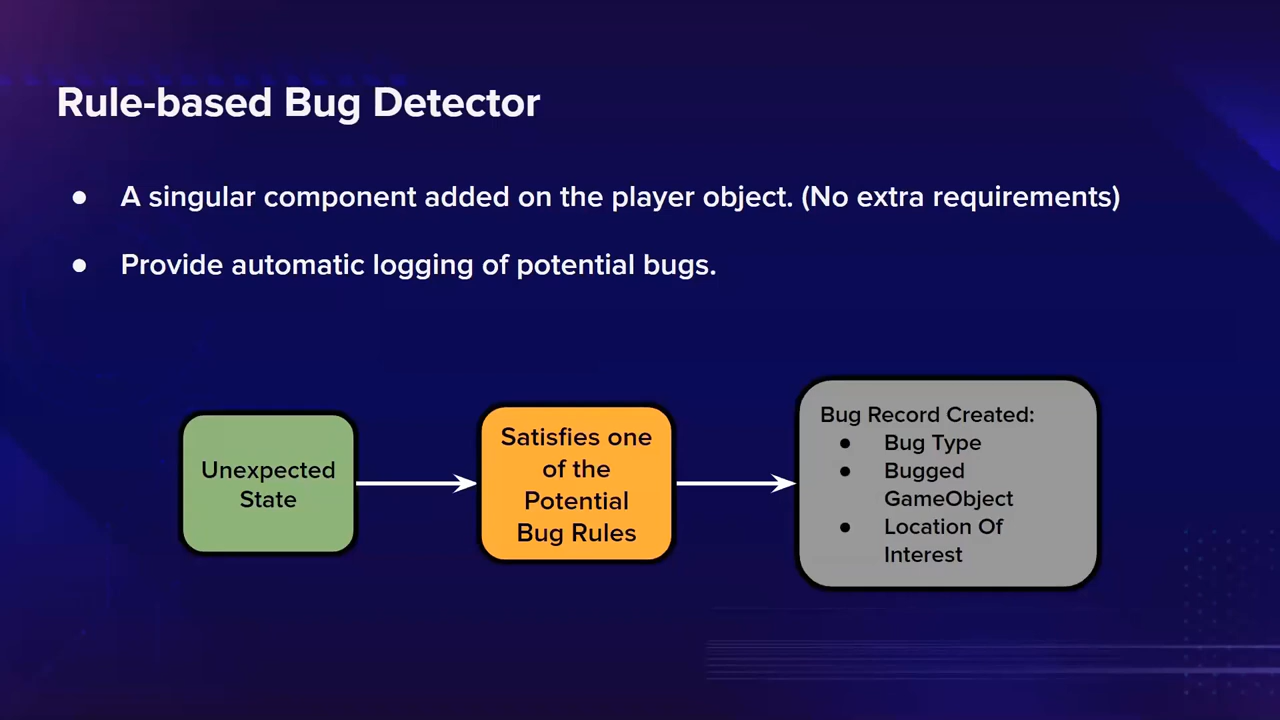 Rule-based Bug Detector
● A singular component added on the player object. (No extra requirements)
● Provide automatic logging of potential bugs.
Unexpected
State
Satisfies one
of the
Potential
Bug Rules
Bug Record Created:
● Bug Type
● Bugged
GameObject
● Location Of
Interest